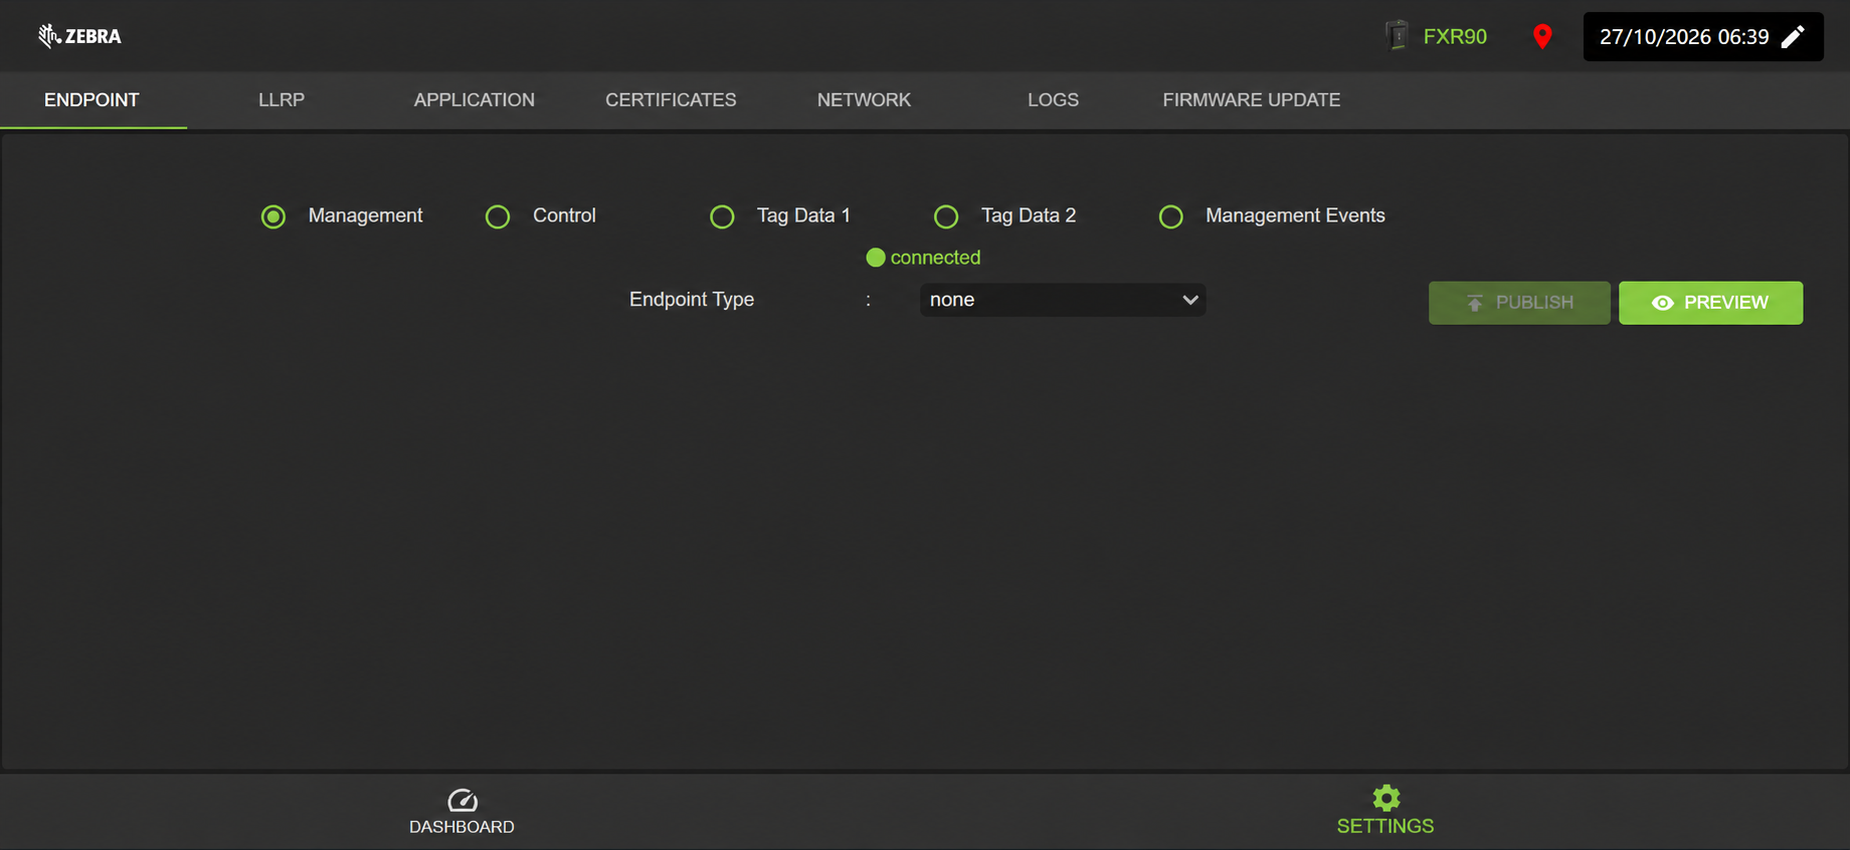 ZEBRA
FXR90
27/10/2026 06:39
ENDPOINT LLRP APPLICATION CERTIFICATES NETWORK LOGS FIRMWARE UPDATE
Management Control Tag Data 1 Tag Data 2 Management Events
connected
Endpoint Type : none
PUBLISH PREVIEW
DASHBOARD SETTINGS